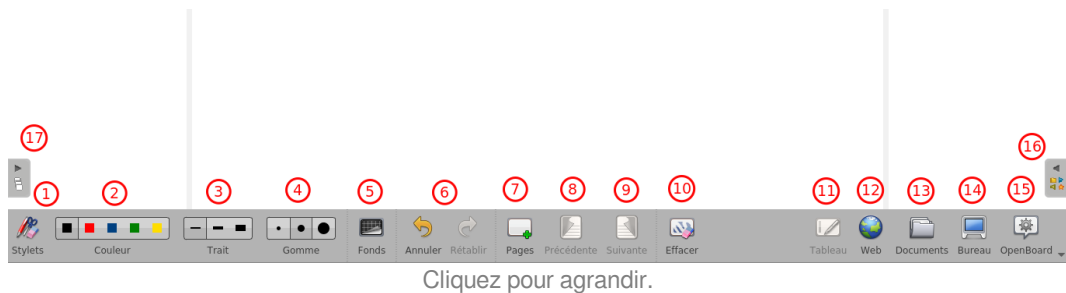 17
16
1 2 3 4 5 6 7 8 9 10 11 12 13 14 15
Stylets Couleur Trait Gomme Fonds Annuler Rétablir Pages Précédente Suivante Effacer Tableau Web Documents Bureau OpenBoard
Cliquez pour agrandir.